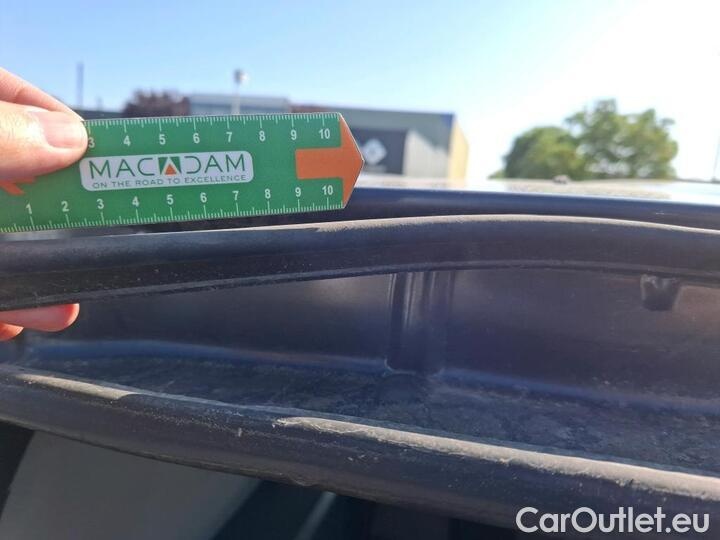 3 4 5 6 7 8 9 10
MACADAM
ON THE ROAD TO EXCELLENCE
1 2 3 4 5 6 7 8 9 10
CarOutlet.eu